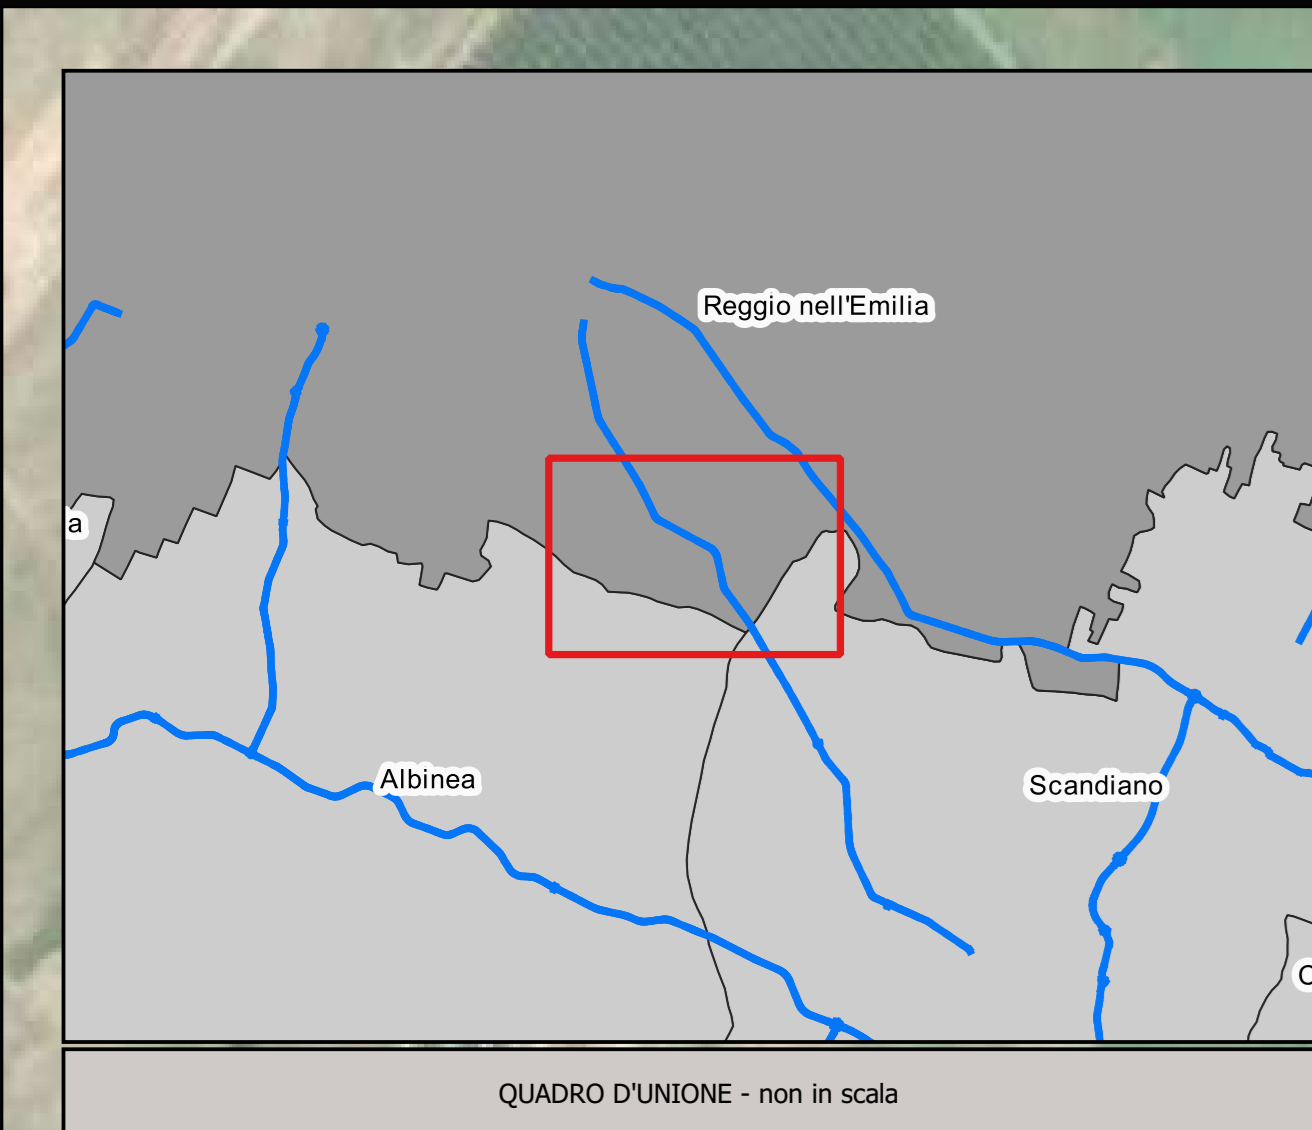 Reggio nell'Emilia
a
Albinea
Scandiano
QUADRO D'UNIONE - non in scala